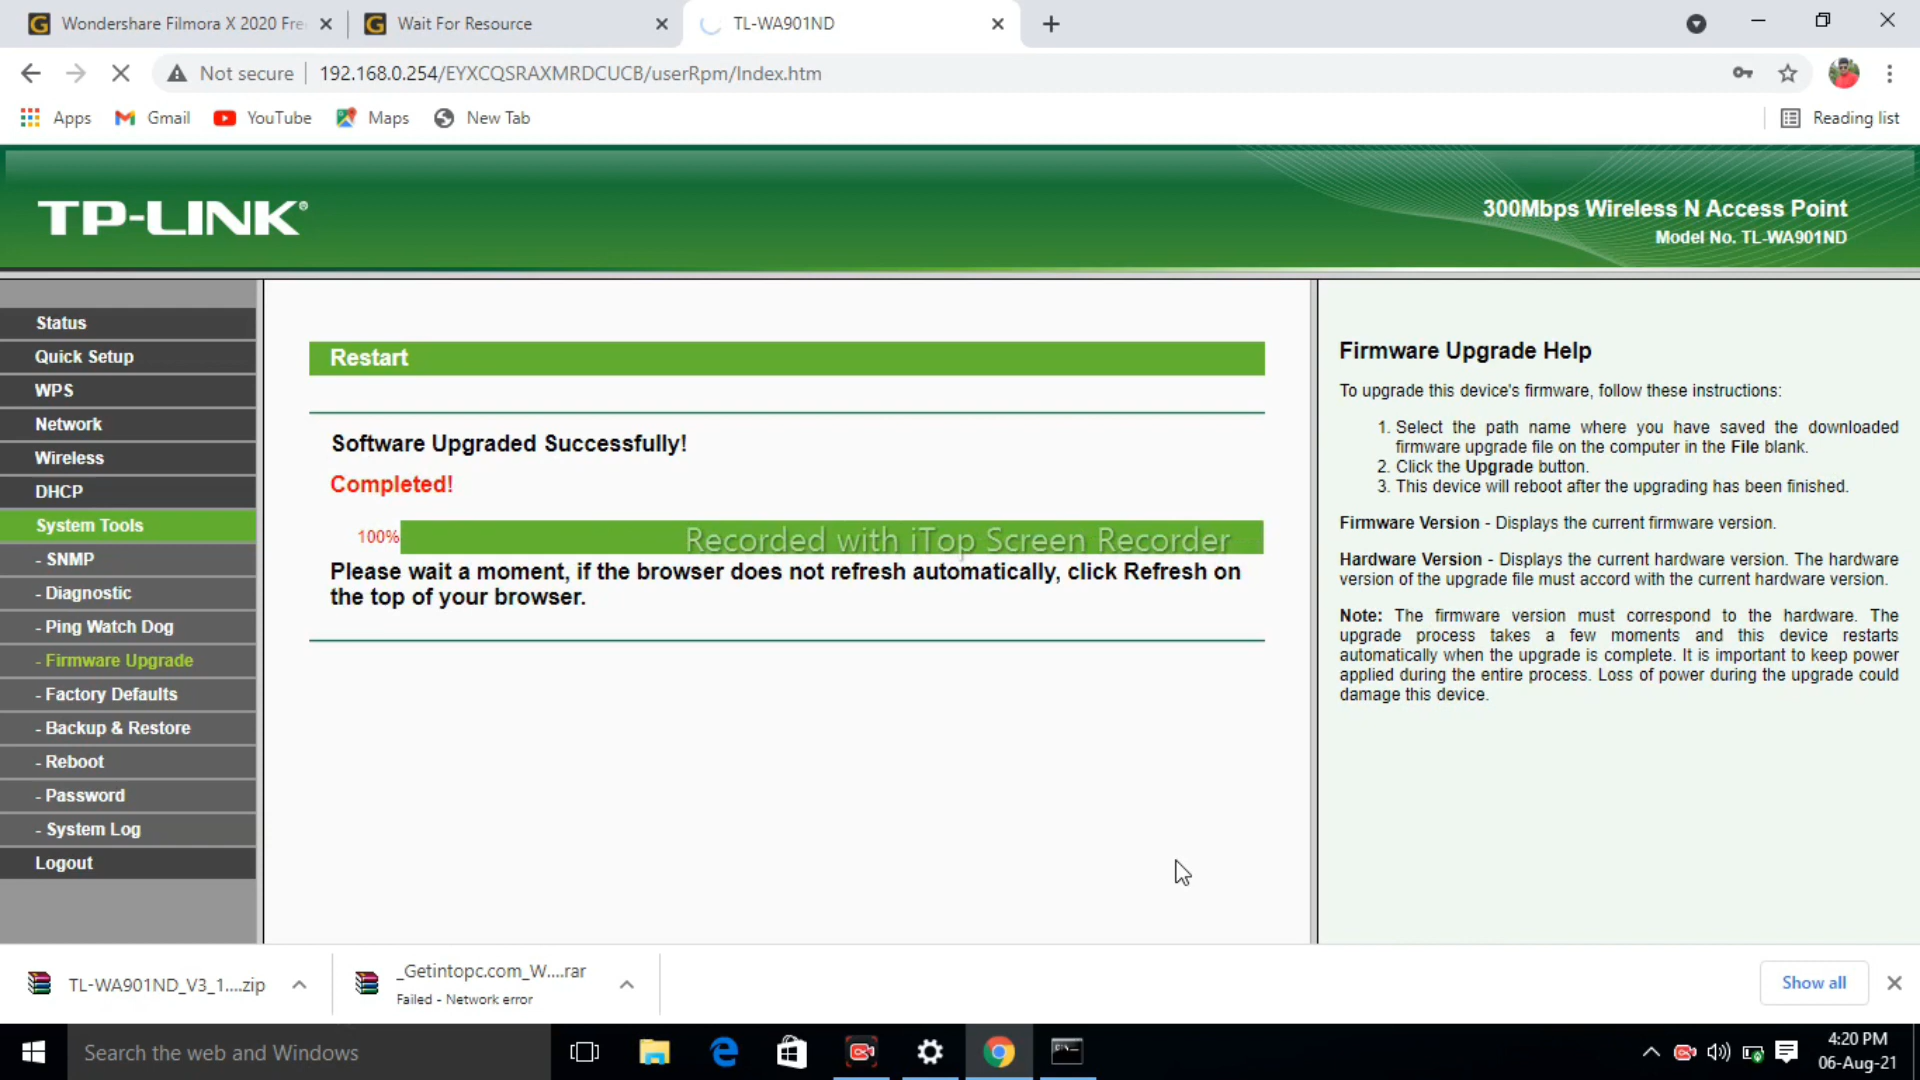 Wondershare Filmora X 2020 Fre
Wait For Resource
TL-WA901ND
Not secure
192.168.0.254/EYXCQSRAXMRDCUCB/userRpm/Index.htm
Apps
Gmail
YouTube
Maps
New Tab
Reading list
TP-LINK®
300Mbps Wireless N Access Point
Model No. TL-WA901ND
Status
Quick Setup
WPS
Network
Wireless
DHCP
System Tools
- SNMP
- Diagnostic
- Ping Watch Dog
- Firmware Upgrade
- Factory Defaults
- Backup & Restore
- Reboot
- Password
- System Log
Logout
Restart
Software Upgraded Successfully!
Completed!
100%
Recorded with iTop Screen Recorder
Please wait a moment, if the browser does not refresh automatically, click Refresh on
the top of your browser.
Firmware Upgrade Help
To upgrade this device's firmware, follow these instructions:
1. Select the path name where you have saved the downloaded
firmware upgrade file on the computer in the File blank.
2. Click the Upgrade button.
3. This device will reboot after the upgrading has been finished.
Firmware Version - Displays the current firmware version.
Hardware Version - Displays the current hardware version. The hardware
version of the upgrade file must accord with the current hardware version.
Note: The firmware version must correspond to the hardware. The
upgrade process takes a few moments and this device restarts
automatically when the upgrade is complete. It is important to keep power
applied during the entire process. Loss of power during the upgrade could
damage this device.
TL-WA901ND_V3_1....zip
_Getintopc.com_W....rar
Failed - Network error
Show all
Search the web and Windows
4:20 PM
06-Aug-21